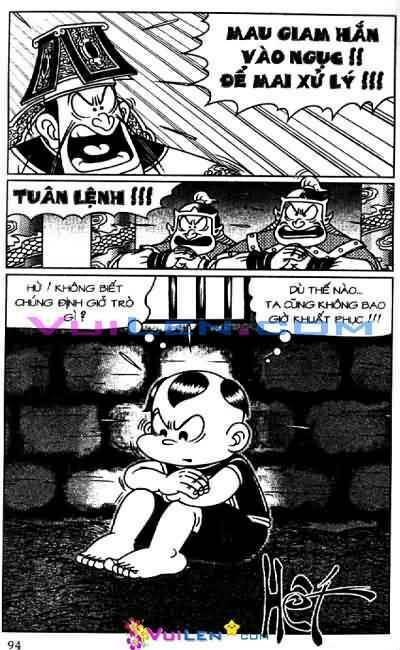 MAU GIAM HẮN
VÀO NGỤC !!
ĐỂ MAI XỬ LÝ !!!
TUÂN LỆNH !!!
HỪ ! KHÔNG BIẾT
CHÚNG ĐỊNH GIỞ TRÒ
GÌ ?
DÙ THẾ NÀO...
TA CŨNG KHÔNG BAO
GIỜ KHUẤT PHỤC !!!
VUILEN.COM
Hết
94
VUILEN.COM